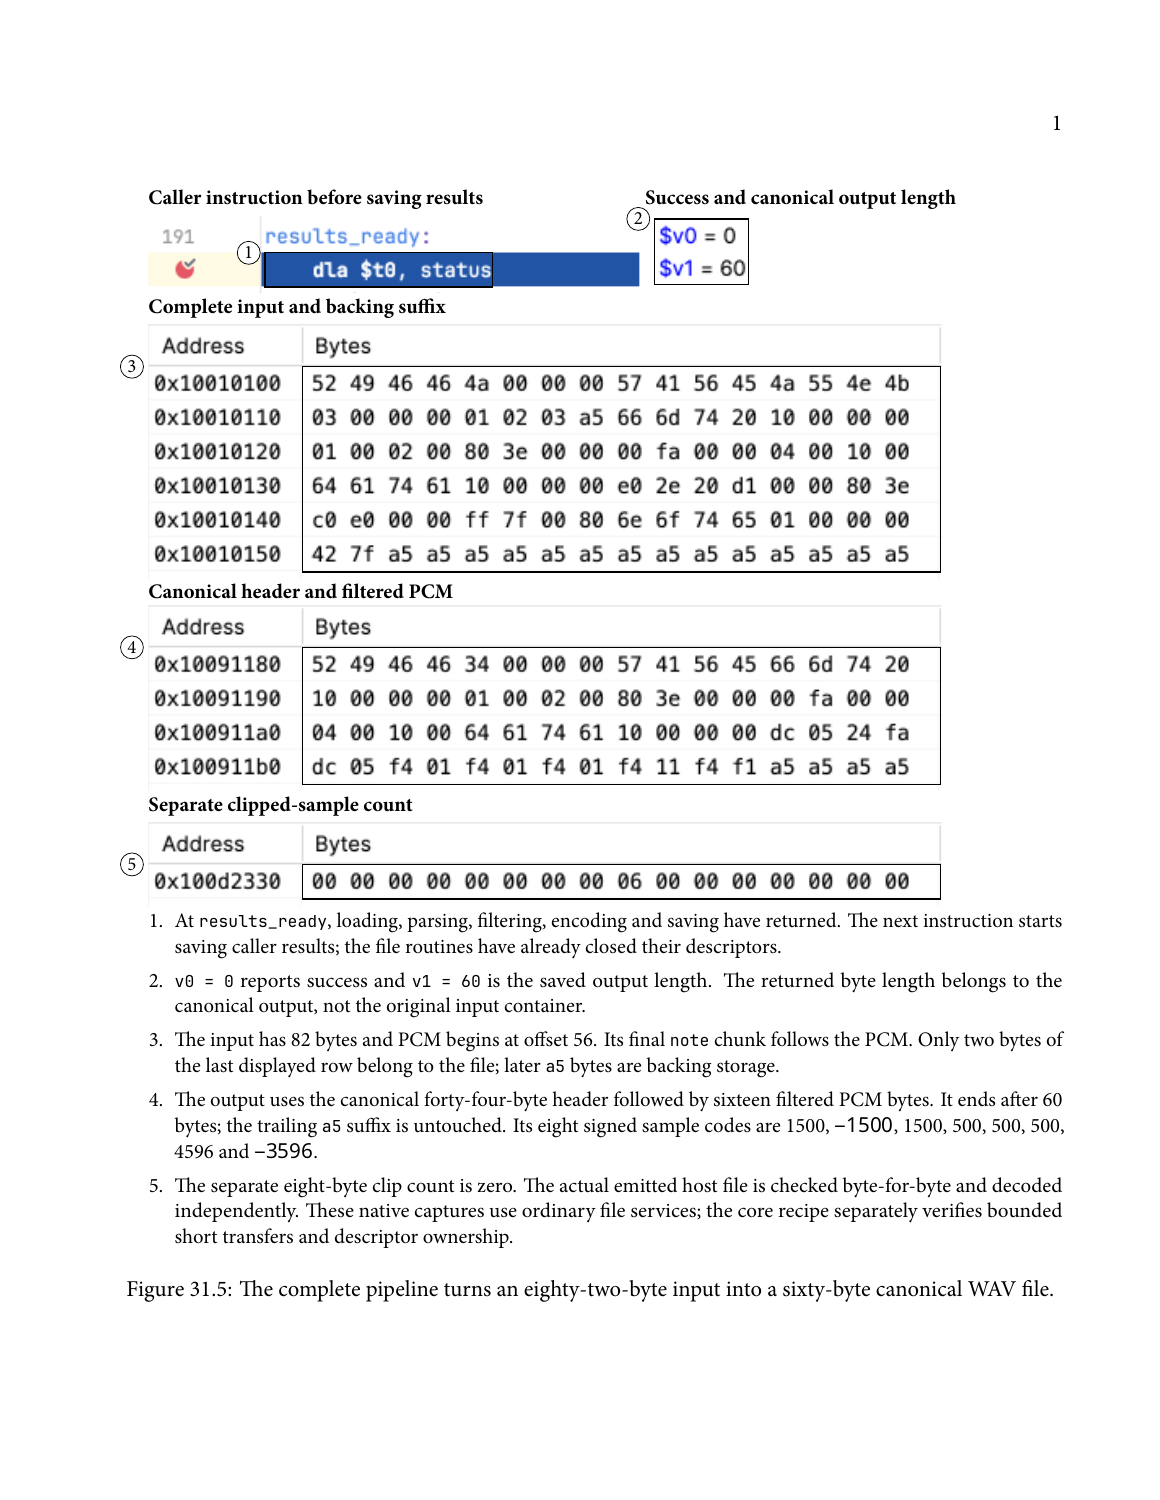 1
Caller instruction before saving results
Success and canonical output length
191 results_ready:
1
dla $t0, status
2
$v0 = 0
$v1 = 60
Complete input and backing suffix
Address Bytes
3
0x10010100 52 49 46 46 4a 00 00 00 57 41 56 45 4a 55 4e 4b
0x10010110 03 00 00 00 01 02 03 a5 66 6d 74 20 10 00 00 00
0x10010120 01 00 02 00 80 3e 00 00 00 fa 00 00 04 00 10 00
0x10010130 64 61 74 61 10 00 00 00 e0 2e 20 d1 00 00 80 3e
0x10010140 c0 e0 00 00 ff 7f 00 80 6e 6f 74 65 01 00 00 00
0x10010150 42 7f a5 a5 a5 a5 a5 a5 a5 a5 a5 a5 a5 a5 a5 a5
Canonical header and filtered PCM
Address Bytes
4
0x10091180 52 49 46 46 34 00 00 00 57 41 56 45 66 6d 74 20
0x10091190 10 00 00 00 01 00 02 00 80 3e 00 00 00 fa 00 00
0x100911a0 04 00 10 00 64 61 74 61 10 00 00 00 dc 05 24 fa
0x100911b0 dc 05 f4 01 f4 01 f4 01 f4 11 f4 f1 a5 a5 a5 a5
Separate clipped-sample count
Address Bytes
5
0x100d2330 00 00 00 00 00 00 00 00 06 00 00 00 00 00 00 00
1. At results_ready, loading, parsing, filtering, encoding and saving have returned. The next instruction starts
saving caller results; the file routines have already closed their descriptors.
2. v0 = 0 reports success and v1 = 60 is the saved output length. The returned byte length belongs to the
canonical output, not the original input container.
3. The input has 82 bytes and PCM begins at offset 56. Its final note chunk follows the PCM. Only two bytes of
the last displayed row belong to the file; later a5 bytes are backing storage.
4. The output uses the canonical forty-four-byte header followed by sixteen filtered PCM bytes. It ends after 60
bytes; the trailing a5 suffix is untouched. Its eight signed sample codes are 1500, −1500, 1500, 500, 500, 500,
4596 and −3596.
5. The separate eight-byte clip count is zero. The actual emitted host file is checked byte-for-byte and decoded
independently. These native captures use ordinary file services; the core recipe separately verifies bounded
short transfers and descriptor ownership.
Figure 31.5: The complete pipeline turns an eighty-two-byte input into a sixty-byte canonical WAV file.